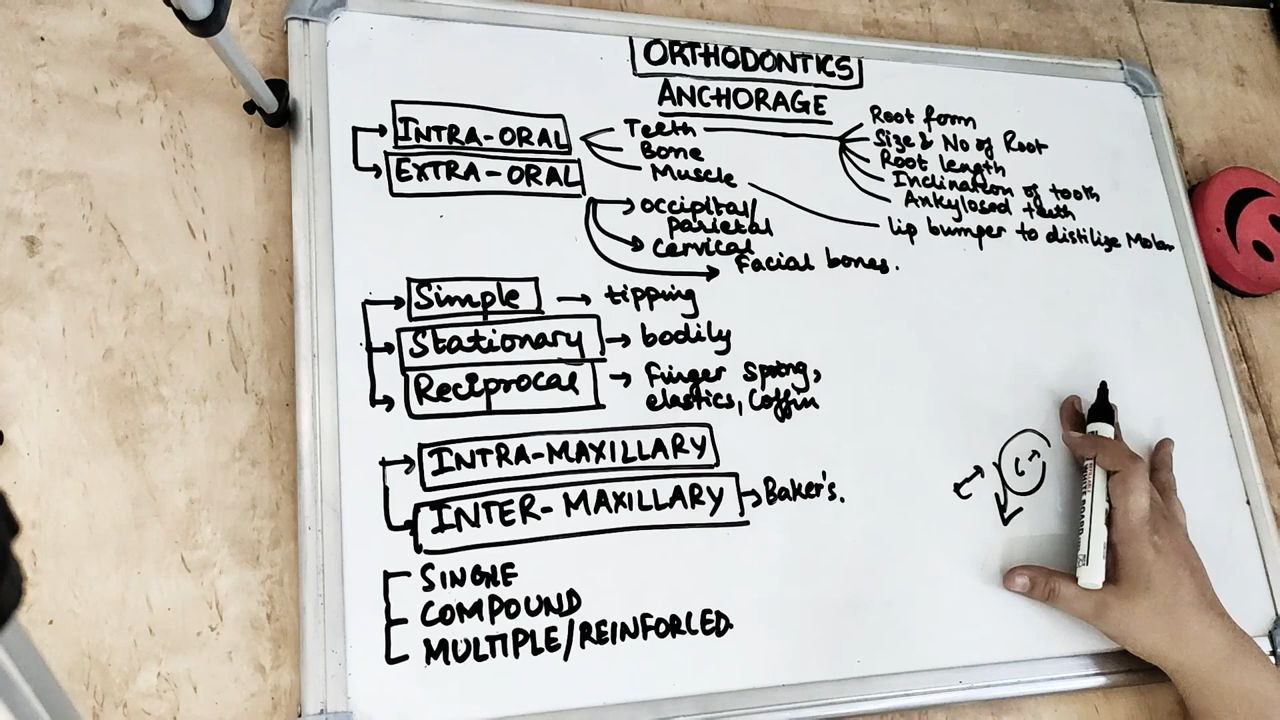 ORTHODONTICS
ANCHORAGE
INTRA-ORAL
EXTRA-ORAL
Teeth
Bone
Muscle
Root form
Size & No of Root
Root length
Inclination of tooth
Ankylosed teeth
lip bumper to distilize Molar
occipital/
parietal
cervical
Facial bones.
Simple → tipping
Stationary → bodily
Reciprocal → Finger Spring,
elastics, Coffin
INTRA-MAXILLARY
INTER-MAXILLARY → Baker's.
SINGLE
COMPOUND
MULTIPLE/REINFORCED.